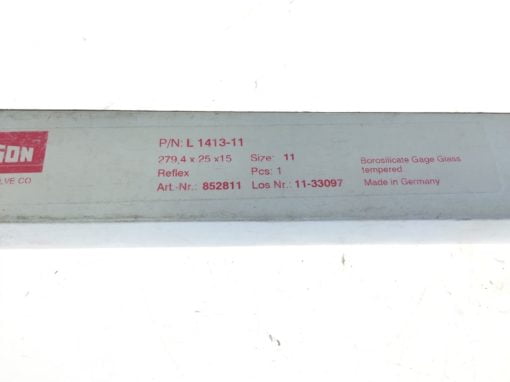 SON
LVE CO
P/N: L 1413-11
279,4 x 25 x15 Size: 11
Reflex Pcs: 1
Art.-Nr.: 852811 Los Nr.: 11-33097
Borosilicate Gage Glass
tempered
Made in Germany